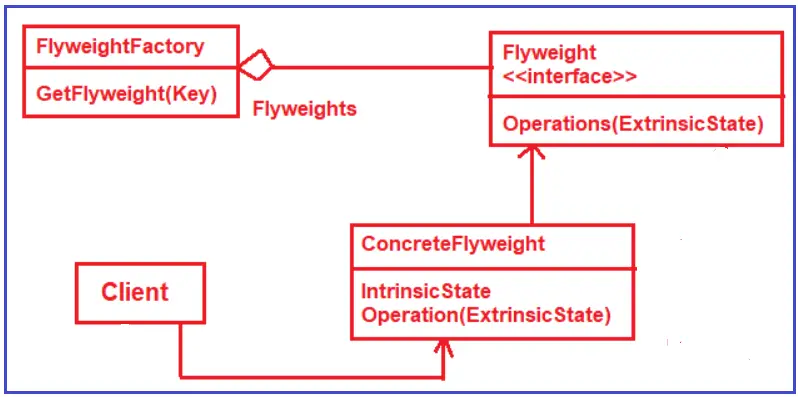 FlyweightFactory
GetFlyweight(Key)
Flyweights
Flyweight
<<interface>>
Operations(ExtrinsicState)
ConcreteFlyweight
IntrinsicState
Operation(ExtrinsicState)
Client